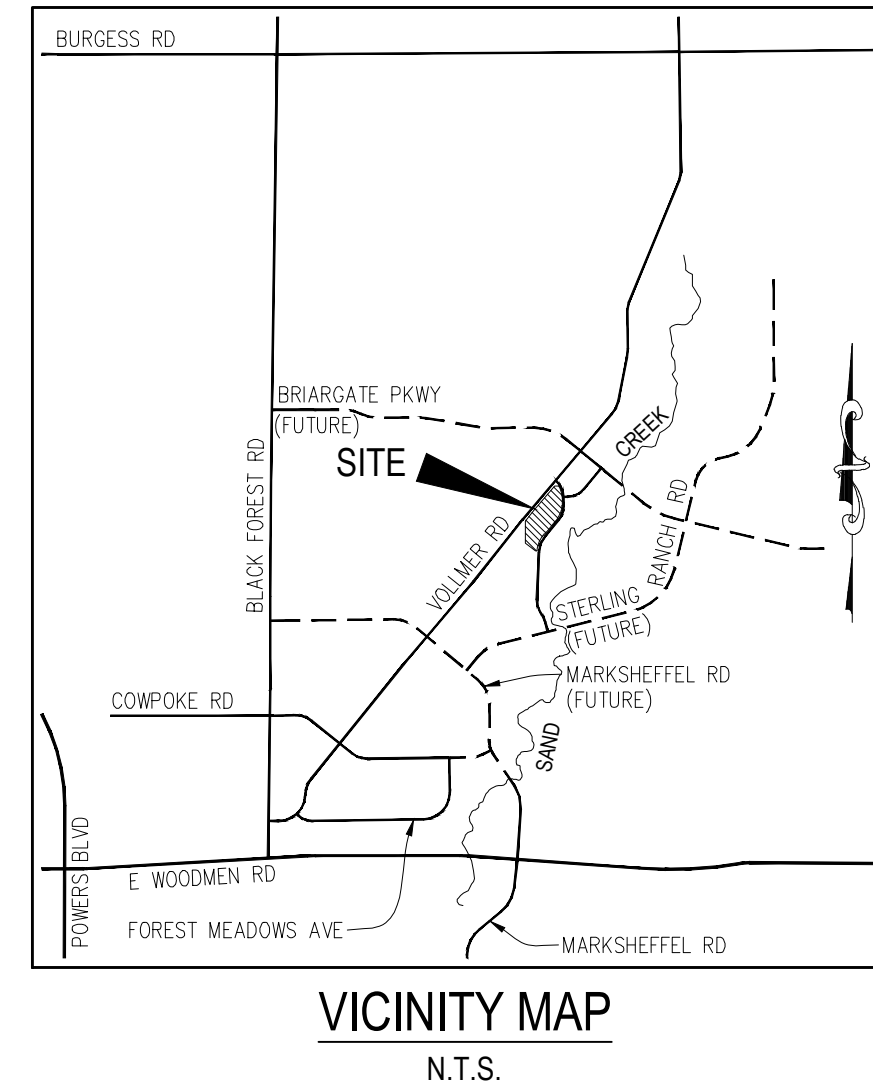 BURGESS RD
BRIARGATE PKWY
(FUTURE)
SITE
CREEK
BLACK FOREST RD
VOLLMER RD
RANCH RD
STERLING
(FUTURE)
MARKSHEFFEL RD
(FUTURE)
COWPOKE RD
SAND
POWERS BLVD
E WOODMEN RD
FOREST MEADOWS AVE
MARKSHEFFEL RD
VICINITY MAP
N.T.S.